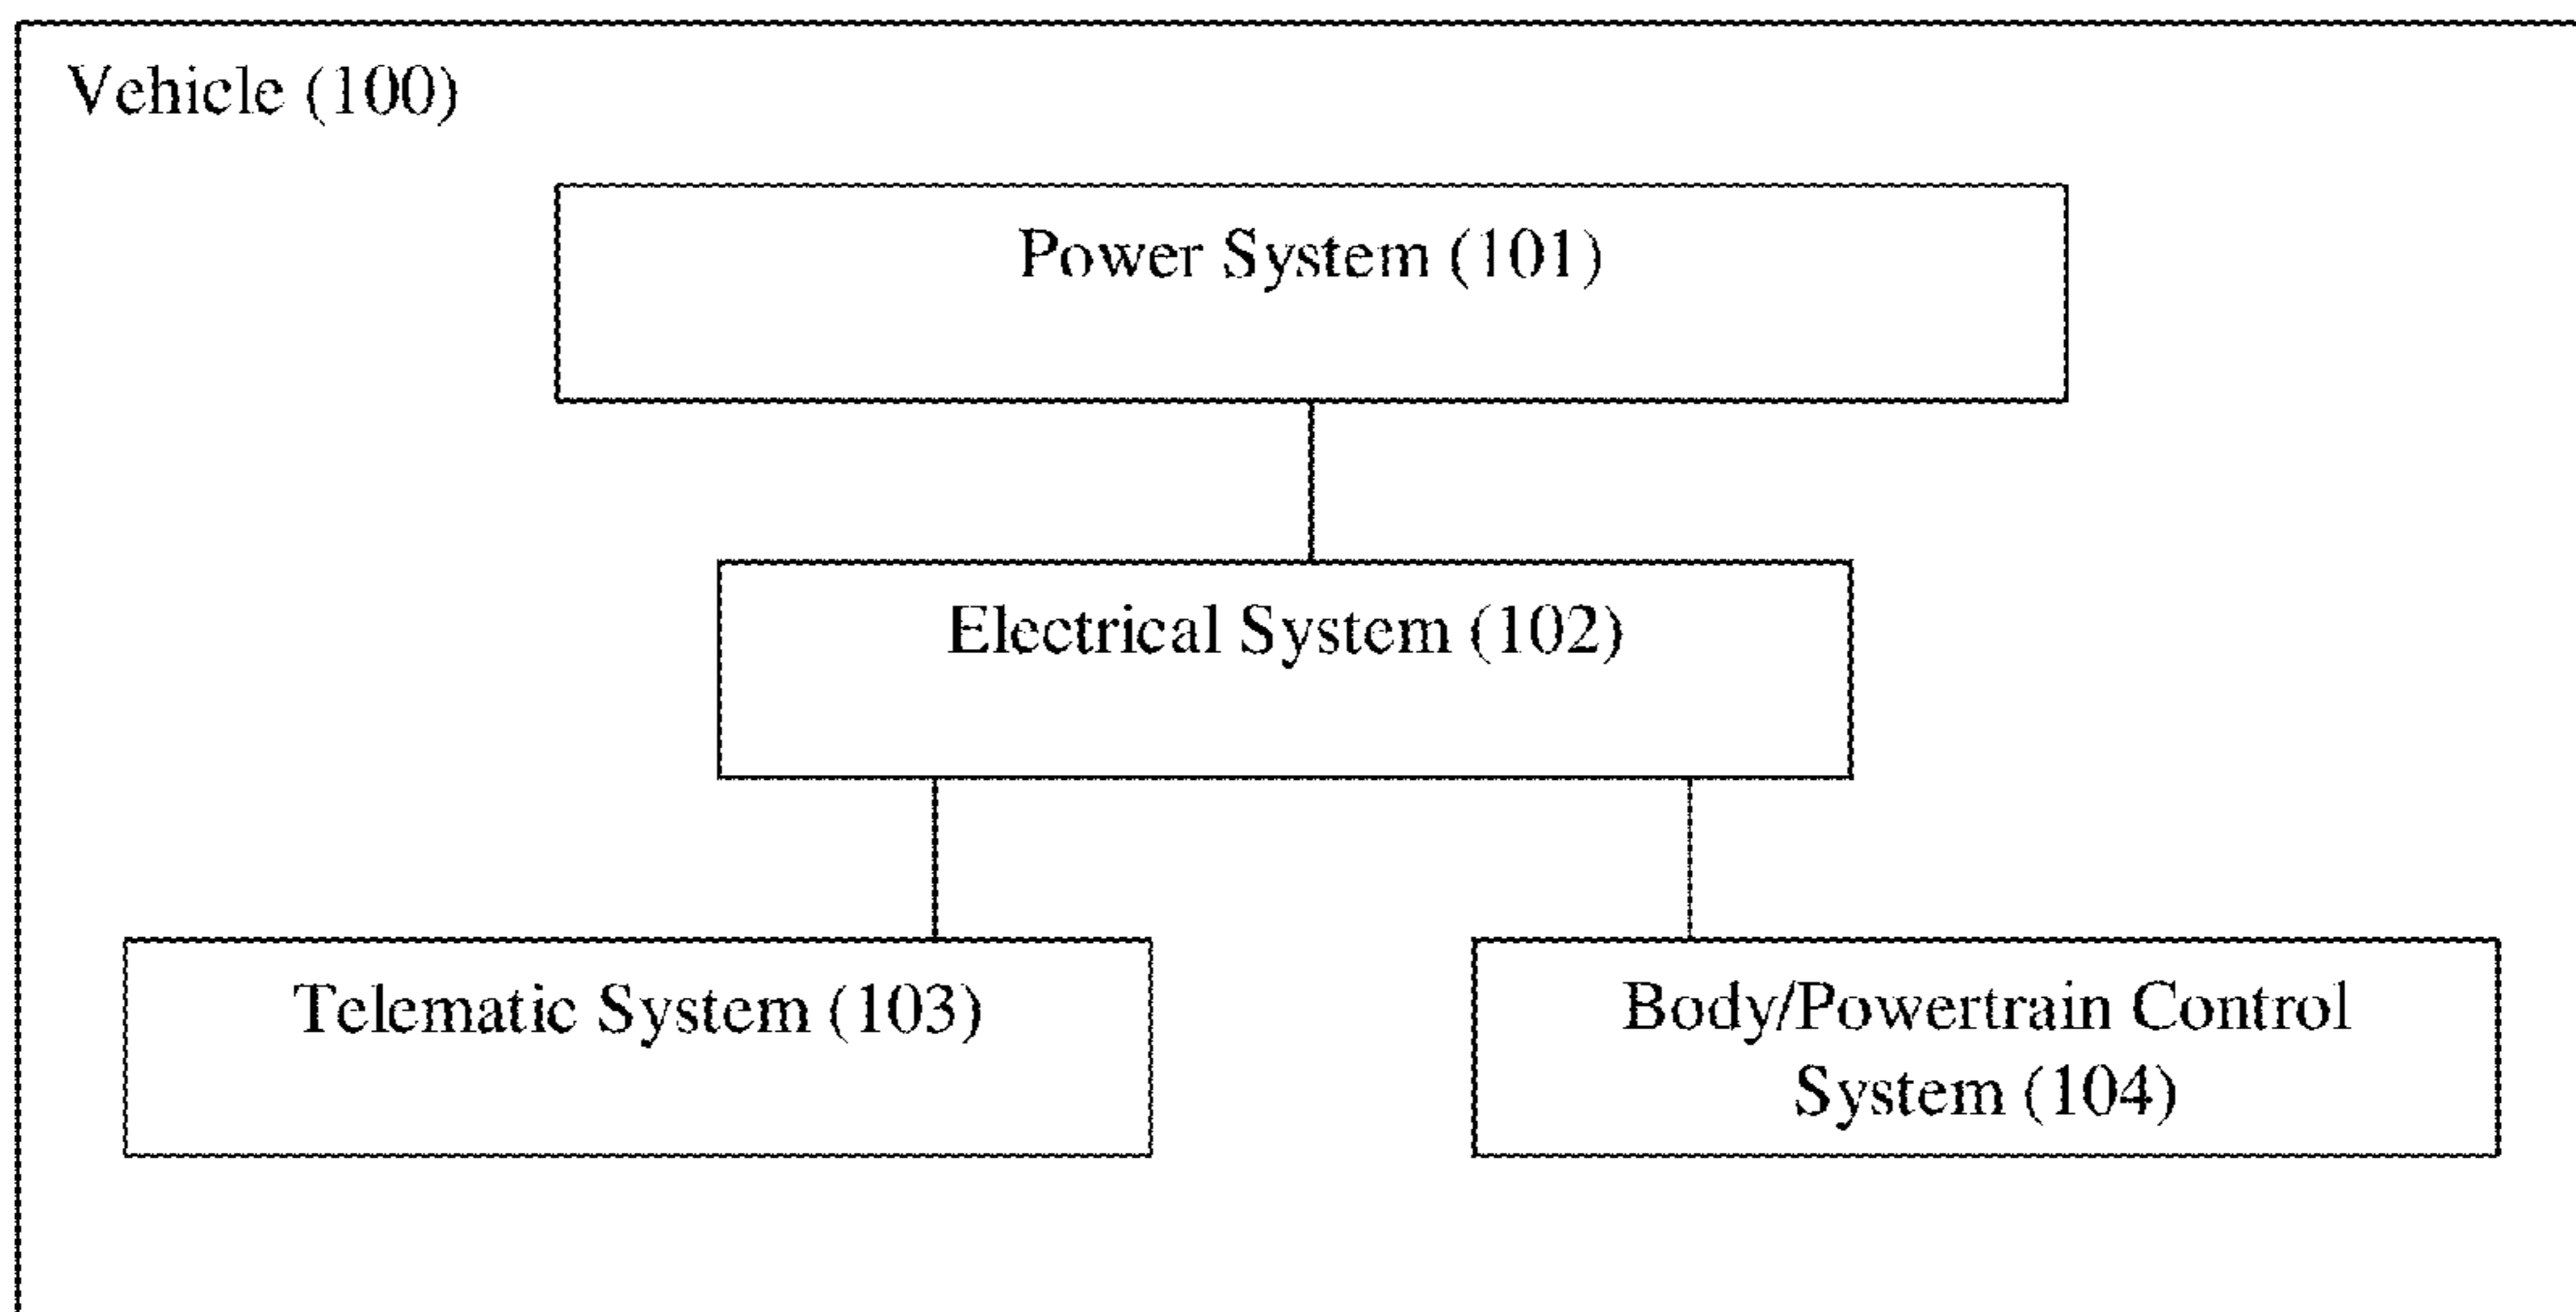 Vehicle (100)
Power System (101)
Electrical System (102)
Telematic System (103)
Body/Powertrain Control
System (104)